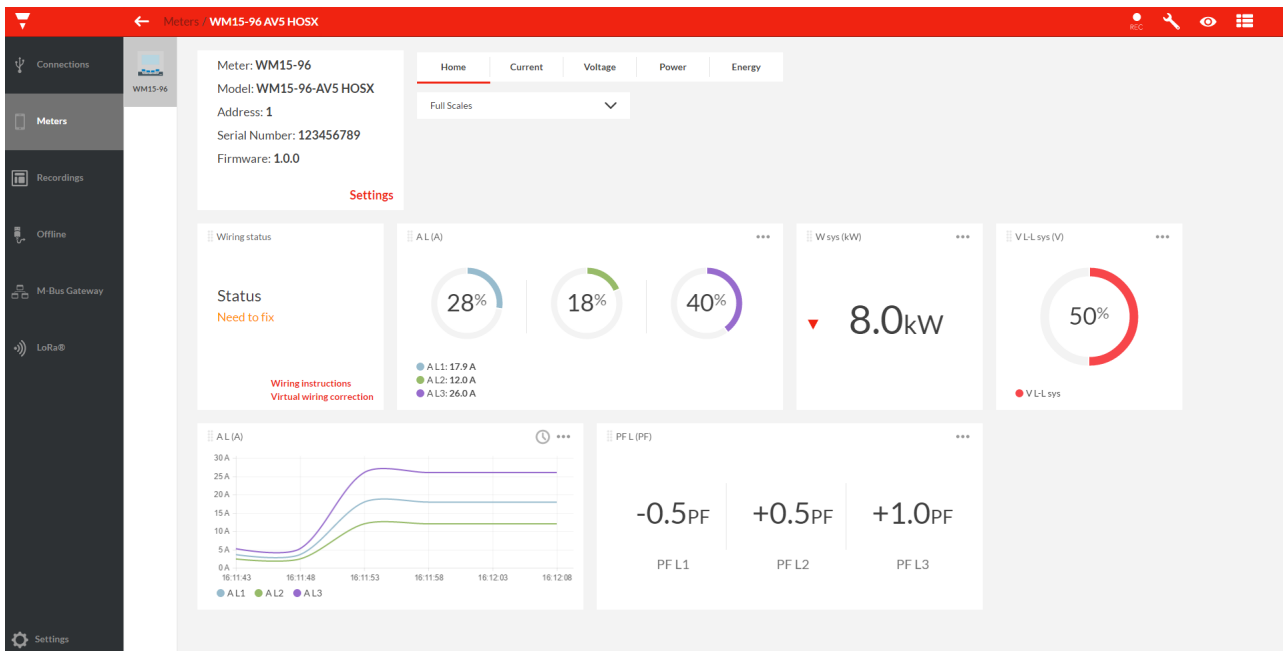 Meters / WM15-96 AV5 HOSX
REC
Connections
Meters
Recordings
Offline
M-Bus Gateway
LoRa®
Settings
WM15-96
Meter: WM15-96
Model: WM15-96-AV5 HOSX
Address: 1
Serial Number: 123456789
Firmware: 1.0.0
Settings
Home Current Voltage Power Energy
Full Scales
Wiring status
Status
Need to fix
Wiring instructions
Virtual wiring correction
A L (A)
28% 18% 40%
A L1: 17.9 A
A L2: 12.0 A
A L3: 26.0 A
W sys (kW)
8.0kW
V L-L sys (V)
50%
V L-L sys
A L (A)
30 A
25 A
20 A
15 A
10 A
5 A
0 A
16:11:43 16:11:48 16:11:53 16:11:58 16:12:03 16:12:08
A L1 A L2 A L3
PF L (PF)
-0.5PF +0.5PF +1.0PF
PF L1 PF L2 PF L3